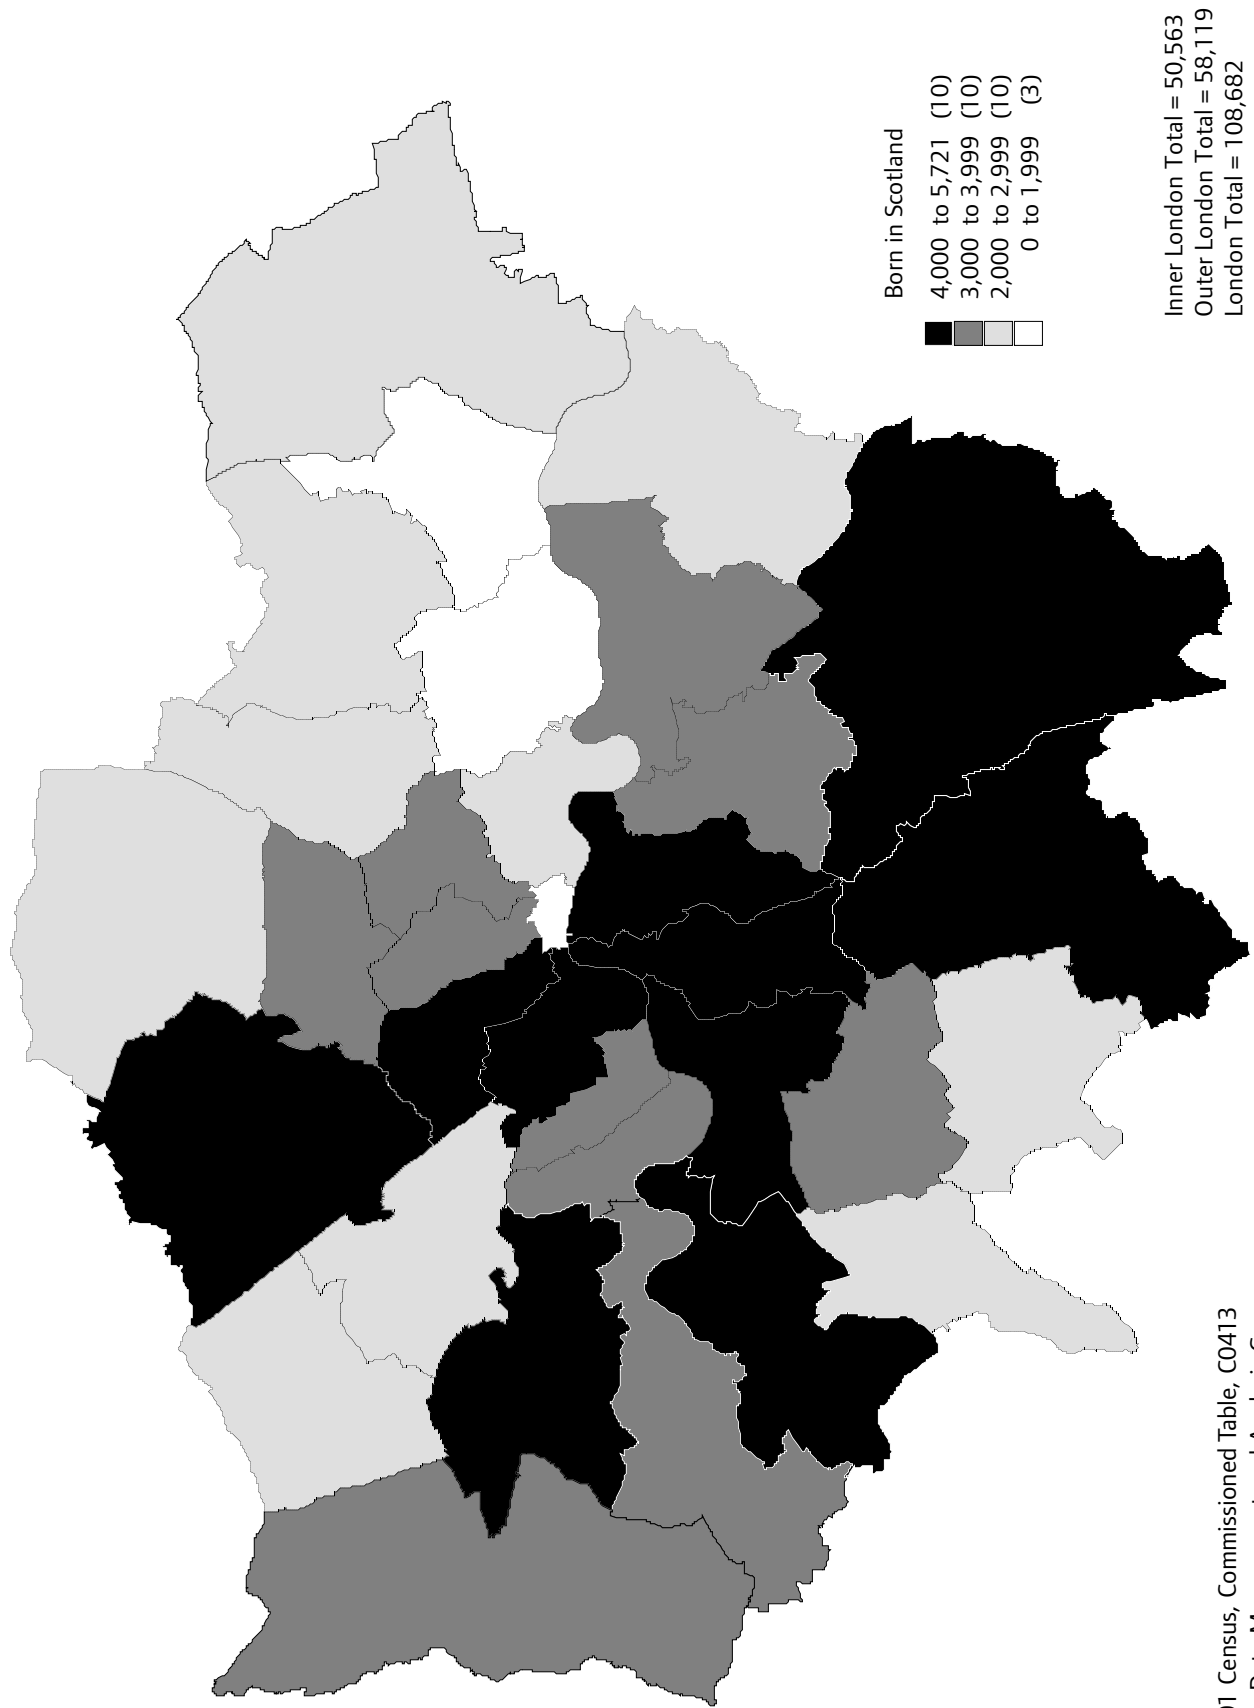 Born in Scotland
4,000 to 5,721 (10)
3,000 to 3,999 (10)
2,000 to 2,999 (10)
0 to 1,999 (3)
Inner London Total = 50,563
Outer London Total = 58,119
London Total = 108,682
01 Census, Commissioned Table, C0413